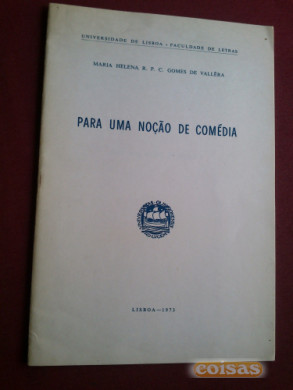 UNIVERSIDADE DE LISBOA - FACULDADE DE LETRAS
MARIA HELENA R. P. C. GOMES DE VALLÊRA
PARA UMA NOÇÃO DE COMÉDIA
LISBOA — 1973
coisas